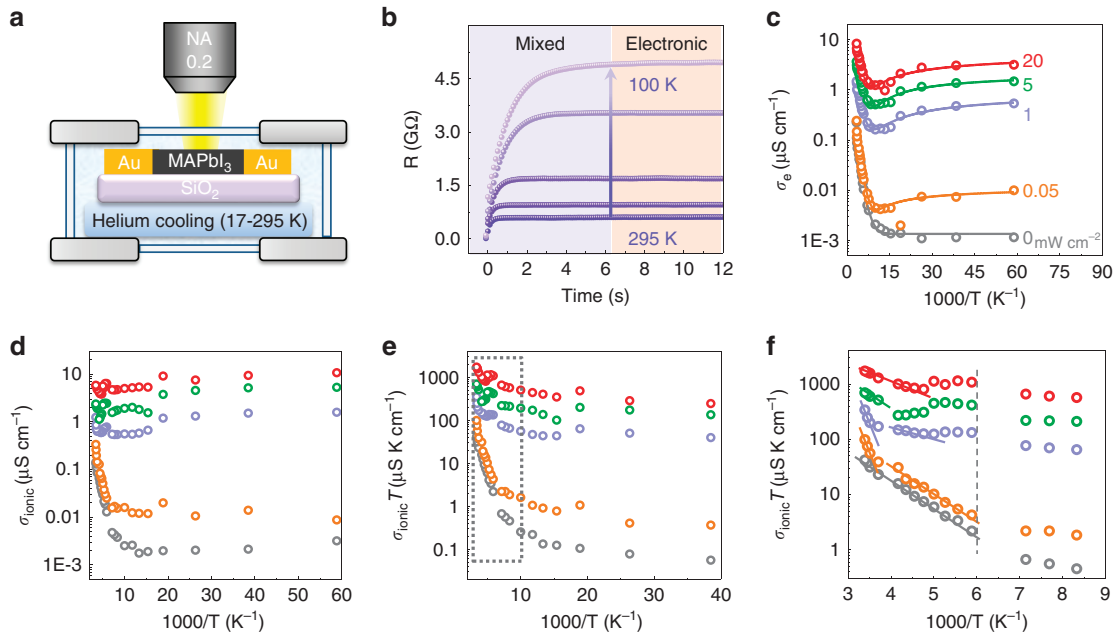 a
NA
0.2
Au
MAPbI3
Au
SiO2
Helium cooling (17-295 K)
b
Mixed
Electronic
100 K
295 K
R (GΩ)
4.5
3.0
1.5
0.0
0
2
4
6
8
10
12
Time (s)
c
σe (µS cm−1)
10
1
0.1
0.01
1E−3
20
5
1
0.05
0 mW cm−2
0
15
30
45
60
75
90
1000/T (K−1)
d
σionic (µS cm−1)
10
1
0.1
0.01
1E−3
10
20
30
40
50
60
1000/T (K−1)
e
σionic T (µS K cm−1)
1000
100
10
1
0.1
10
20
30
40
1000/T (K−1)
f
σionic T (µS K cm−1)
1000
100
10
1
3
4
5
6
7
8
9
1000/T (K−1)